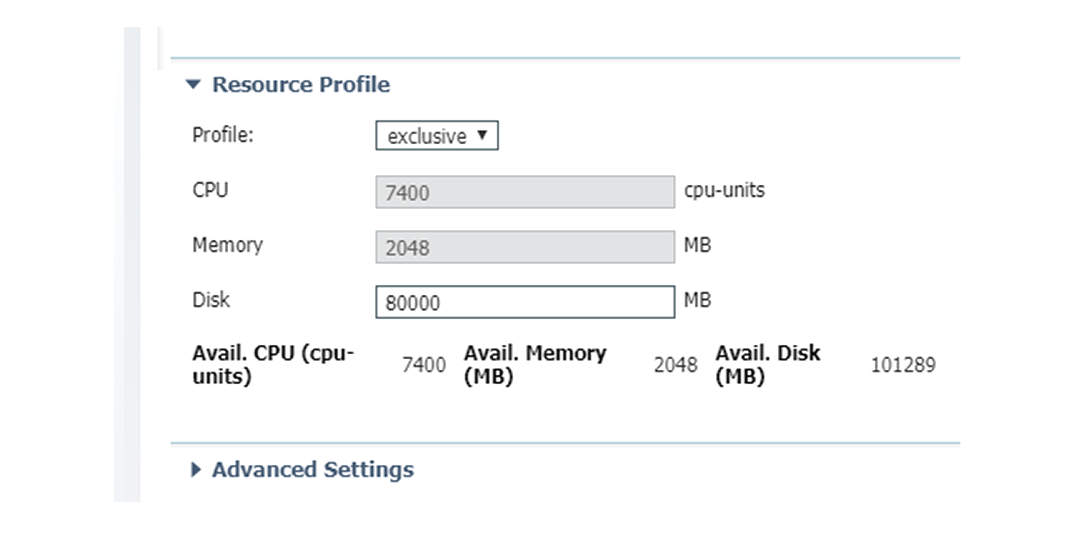 Resource Profile
Profile: exclusive
CPU 7400 cpu-units
Memory 2048 MB
Disk 80000 MB
Avail. CPU (cpu-units) 7400 Avail. Memory (MB) 2048 Avail. Disk (MB) 101289
Advanced Settings